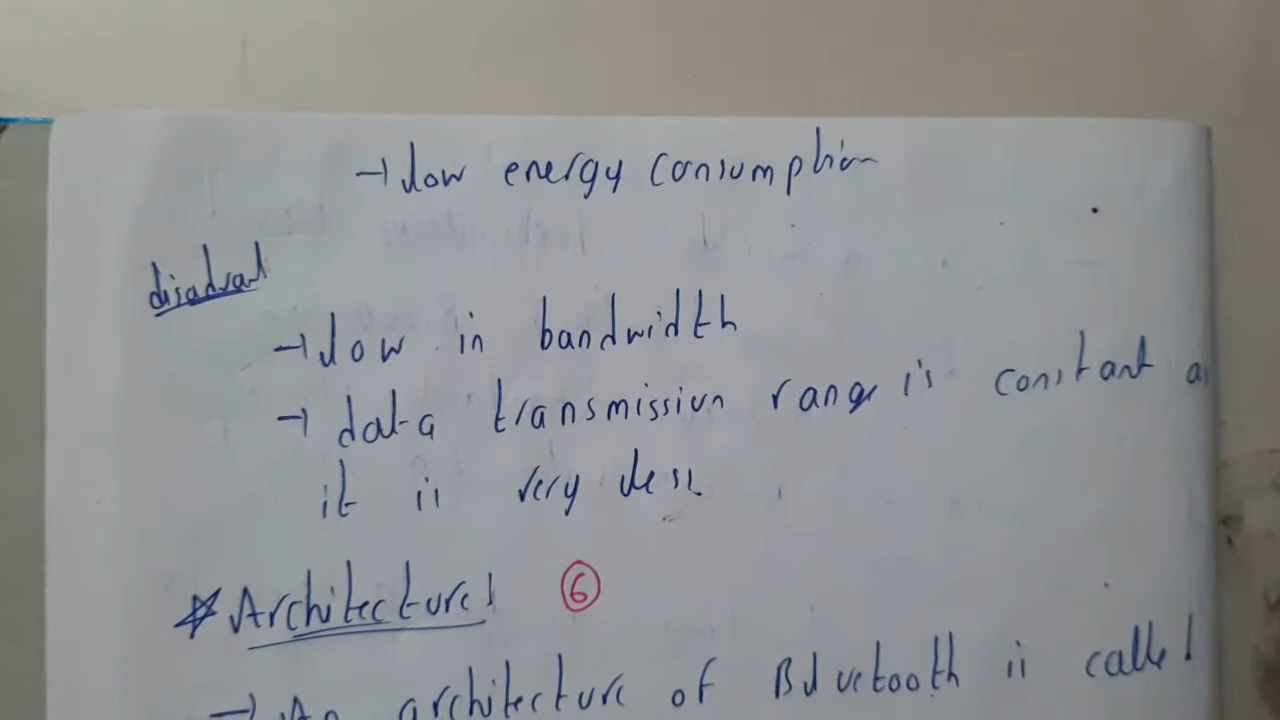 → low energy consumption
disadvant
→ low in bandwidth
→ data transmission range is constant as
it is very less.
* Architecture! 6
→ An architecture of Bluetooth is called